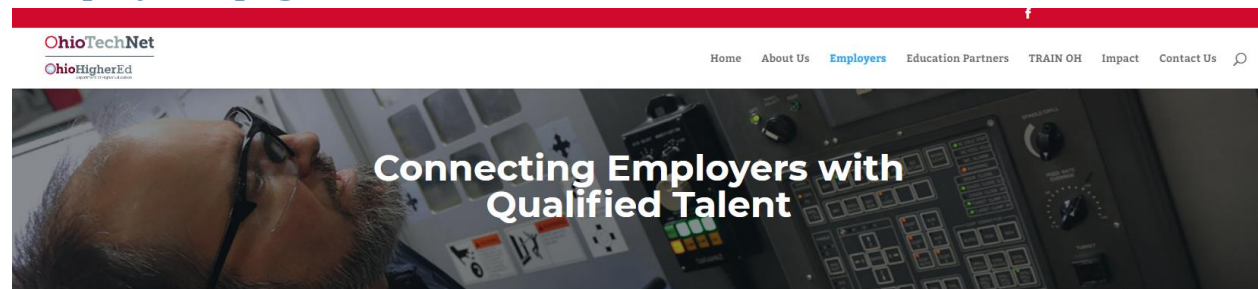 f
OhioTechNet
OhioHigherEd
Home About Us Employers Education Partners TRAIN OH Impact Contact Us
Connecting Employers with
Qualified Talent